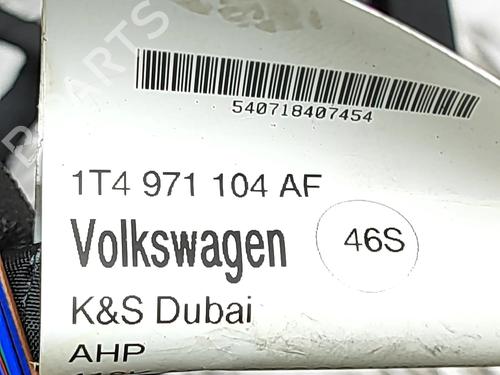 540718407454
1T4 971 104 AF
Volkswagen
46S
K&S Dubai
AHP